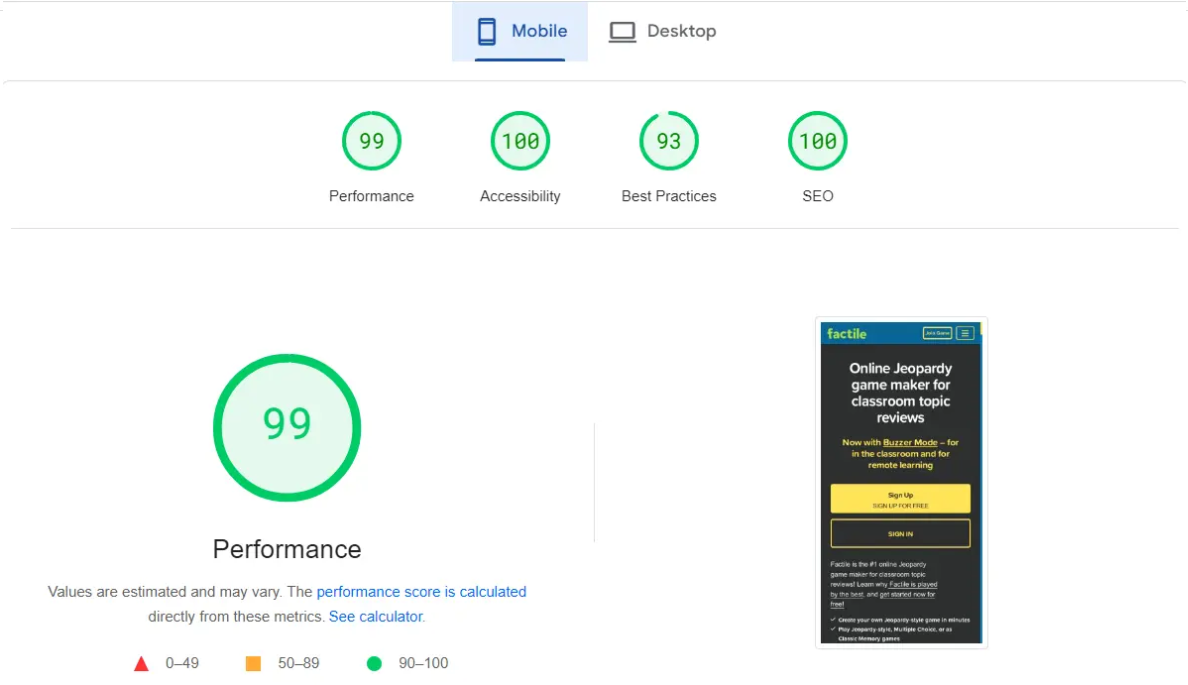 Mobile
Desktop
99
100
93
100
Performance
Accessibility
Best Practices
SEO
99
Performance
Values are estimated and may vary. The performance score is calculated
directly from these metrics. See calculator.
0–49
50–89
90–100
factile
Join Game
Online Jeopardy
game maker for
classroom topic
reviews
Now with Buzzer Mode – for
in the classroom and for
remote learning
Sign Up
SIGN UP FOR FREE
SIGN IN
Factile is the #1 online Jeopardy
game maker for classroom topic
reviews! Learn why Factile is played
by the best, and get started now for
free!
✓ Create your own Jeopardy-style game in minutes
✓ Play Jeopardy-style, Multiple Choice, or as
Classic Memory games